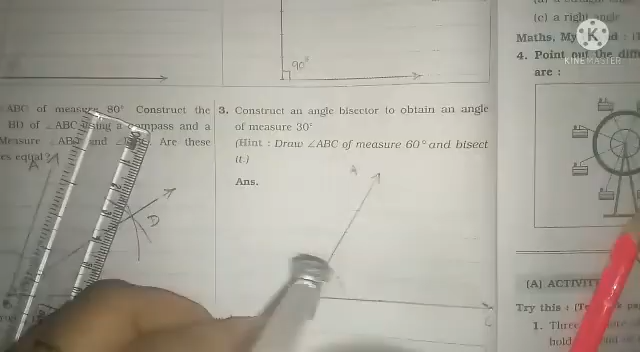 (c) a right angle
90°
Maths, My
KINEMASTER
4. Point out the diff
are :
ABC of measure 80° Construct the
BD of ∠ABC using a compass and a
Measure and Are these
es equal?
A
D
3. Construct an angle bisector to obtain an angle
of measure 30°
(Hint : Draw ∠ABC of measure 60° and bisect
it.)
Ans.
A
(A) ACTIVIT
Try this :
1. Three
hold